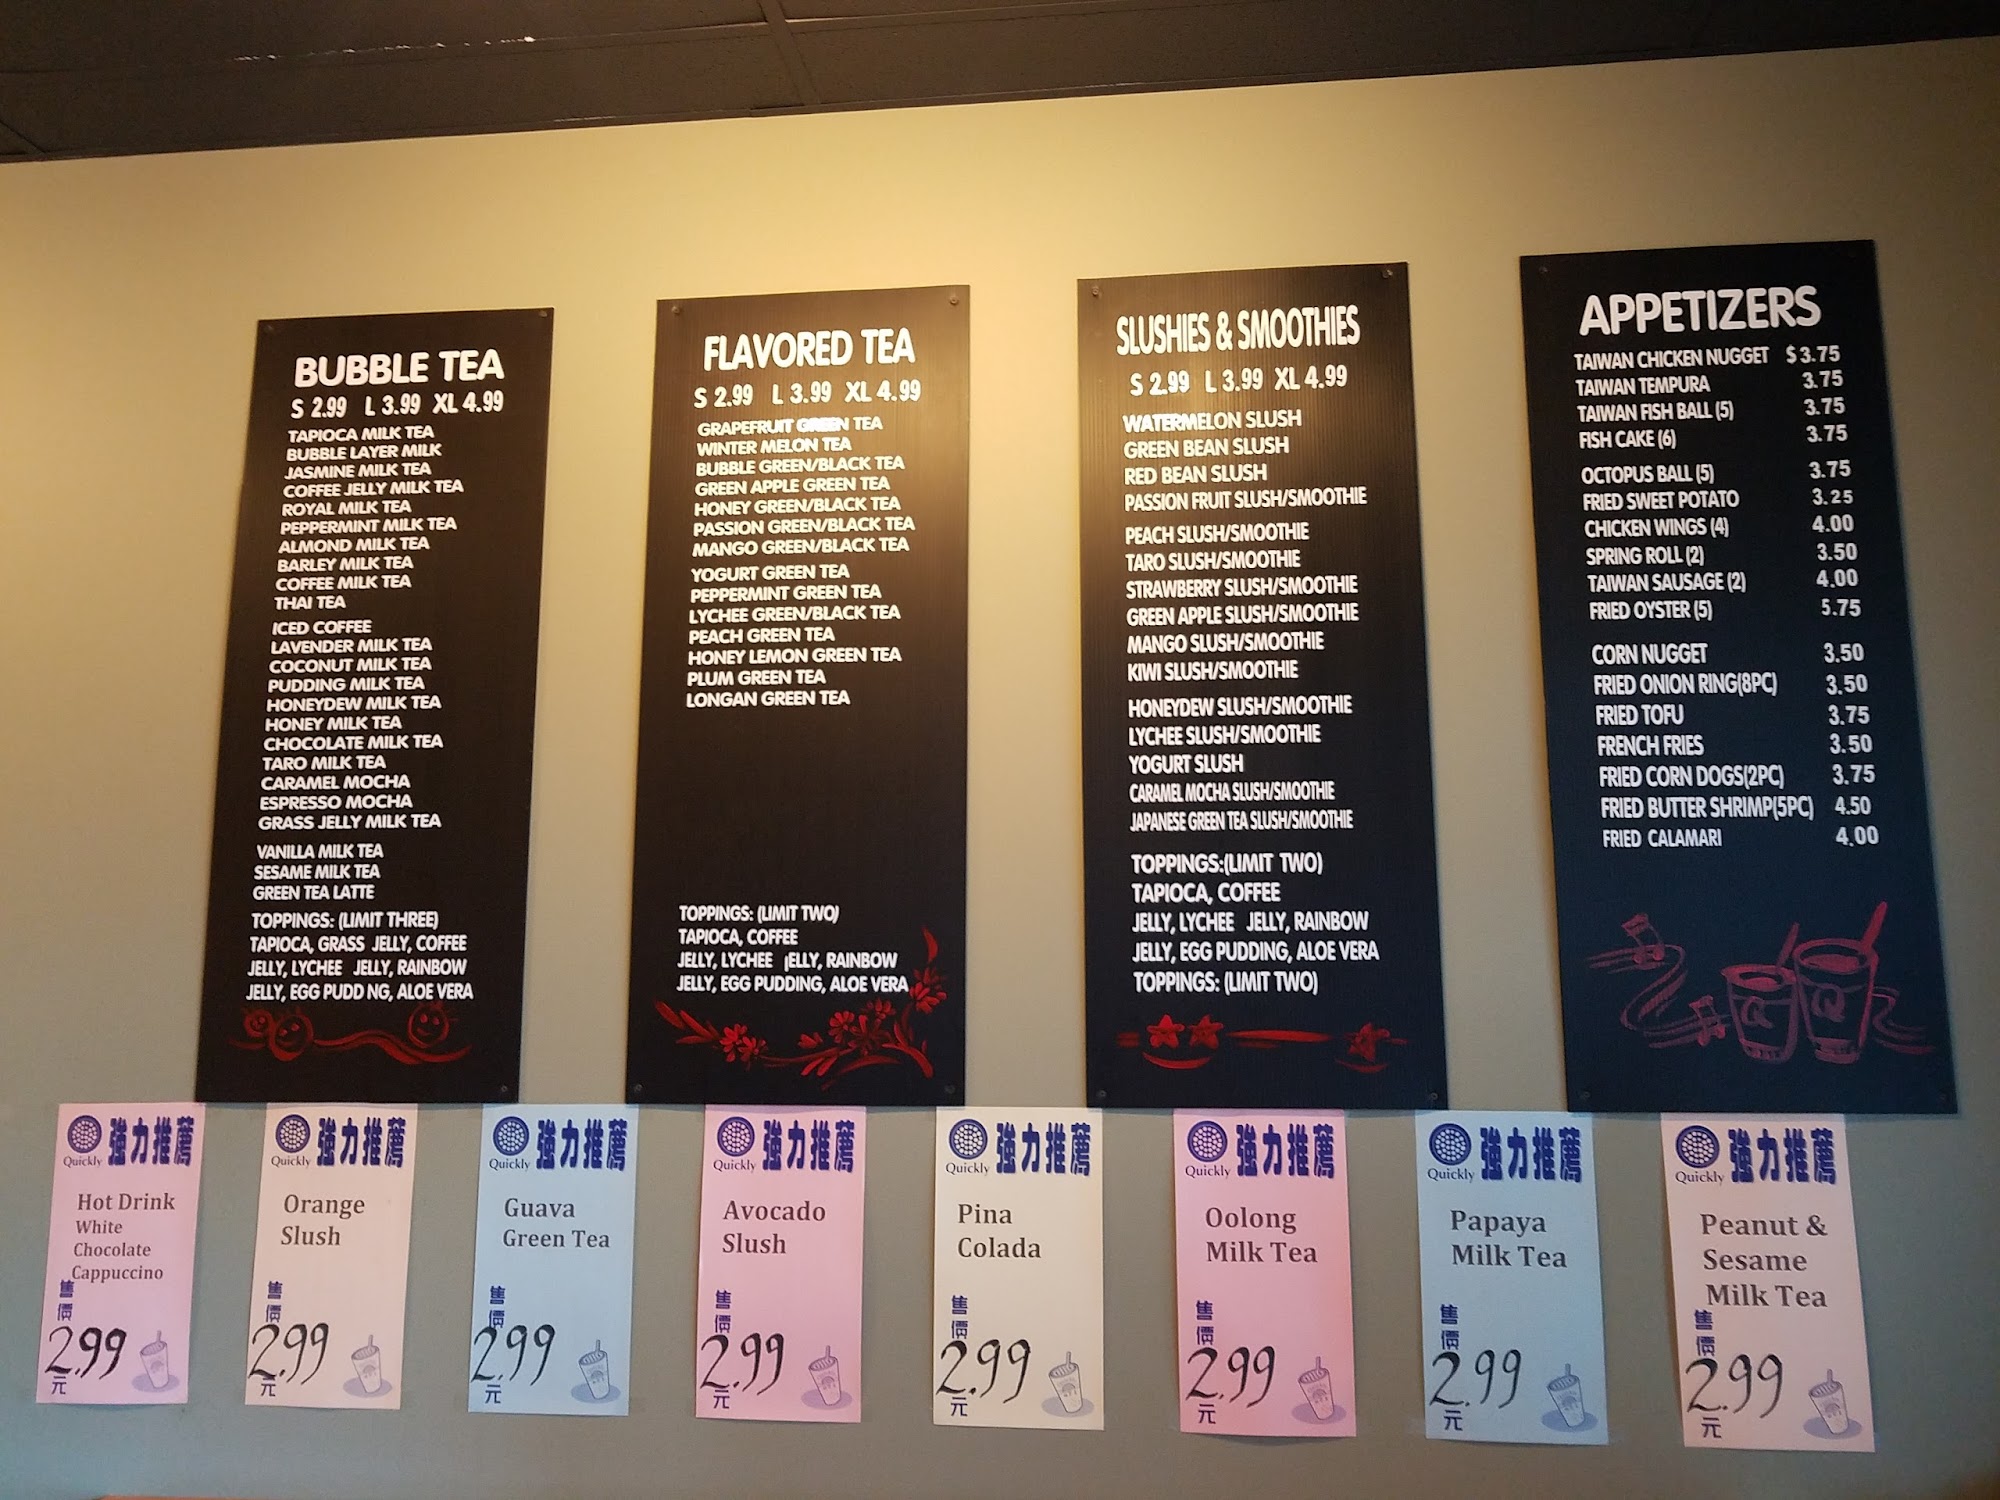 BUBBLE TEA
S 2.99 L 3.99 XL 4.99
TAPIOCA MILK TEA
BUBBLE LAYER MILK
JASMINE MILK TEA
COFFEE JELLY MILK TEA
ROYAL MILK TEA
PEPPERMINT MILK TEA
ALMOND MILK TEA
BARLEY MILK TEA
COFFEE MILK TEA
THAI TEA
ICED COFFEE
LAVENDER MILK TEA
COCONUT MILK TEA
PUDDING MILK TEA
HONEYDEW MILK TEA
HONEY MILK TEA
CHOCOLATE MILK TEA
TARO MILK TEA
CARAMEL MOCHA
ESPRESSO MOCHA
GRASS JELLY MILK TEA
VANILLA MILK TEA
SESAME MILK TEA
GREEN TEA LATTE
TOPPINGS: (LIMIT THREE)
TAPIOCA, GRASS JELLY, COFFEE
JELLY, LYCHEE JELLY, RAINBOW
JELLY, EGG PUDD NG, ALOE VERA
FLAVORED TEA
S 2.99 L 3.99 XL 4.99
GRAPEFRUIT GREEN TEA
WINTER MELON TEA
BUBBLE GREEN/BLACK TEA
GREEN APPLE GREEN TEA
HONEY GREEN/BLACK TEA
PASSION GREEN/BLACK TEA
MANGO GREEN/BLACK TEA
YOGURT GREEN TEA
PEPPERMINT GREEN TEA
LYCHEE GREEN/BLACK TEA
PEACH GREEN TEA
HONEY LEMON GREEN TEA
PLUM GREEN TEA
LONGAN GREEN TEA
TOPPINGS: (LIMIT TWO)
TAPIOCA, COFFEE
JELLY, LYCHEE JELLY, RAINBOW
JELLY, EGG PUDDING, ALOE VERA
SLUSHIES & SMOOTHIES
S 2.99 L 3.99 XL 4.99
WATERMELON SLUSH
GREEN BEAN SLUSH
RED BEAN SLUSH
PASSION FRUIT SLUSH/SMOOTHIE
PEACH SLUSH/SMOOTHIE
TARO SLUSH/SMOOTHIE
STRAWBERRY SLUSH/SMOOTHIE
GREEN APPLE SLUSH/SMOOTHIE
MANGO SLUSH/SMOOTHIE
KIWI SLUSH/SMOOTHIE
HONEYDEW SLUSH/SMOOTHIE
LYCHEE SLUSH/SMOOTHIE
YOGURT SLUSH
CARAMEL MOCHA SLUSH/SMOOTHIE
JAPANESE GREEN TEA SLUSH/SMOOTHIE
TOPPINGS:(LIMIT TWO)
TAPIOCA, COFFEE
JELLY, LYCHEE JELLY, RAINBOW
JELLY, EGG PUDDING, ALOE VERA
TOPPINGS: (LIMIT TWO)
APPETIZERS
TAIWAN CHICKEN NUGGET $3.75
TAIWAN TEMPURA 3.75
TAIWAN FISH BALL (5) 3.75
FISH CAKE (6) 3.75
OCTOPUS BALL (5) 3.75
FRIED SWEET POTATO 3.25
CHICKEN WINGS (4) 4.00
SPRING ROLL (2) 3.50
TAIWAN SAUSAGE (2) 4.00
FRIED OYSTER (5) 5.75
CORN NUGGET 3.50
FRIED ONION RING(8PC) 3.50
FRIED TOFU 3.75
FRENCH FRIES 3.50
FRIED CORN DOGS(2PC) 3.75
FRIED BUTTER SHRIMP(5PC) 4.50
FRIED CALAMARI 4.00
Q Q
Quickly 強力推薦
Hot Drink
White
Chocolate
Cappuccino
售價
2.99
元
Quickly 強力推薦
Orange
Slush
售價
2.99
元
Quickly 強力推薦
Guava
Green Tea
售價
2.99
元
Quickly 強力推薦
Avocado
Slush
售價
2.99
元
Quickly 強力推薦
Pina
Colada
售價
2.99
元
Quickly 強力推薦
Oolong
Milk Tea
售價
2.99
元
Quickly 強力推薦
Papaya
Milk Tea
售價
2.99
元
Quickly 強力推薦
Peanut &
Sesame
Milk Tea
售價
2.99
元